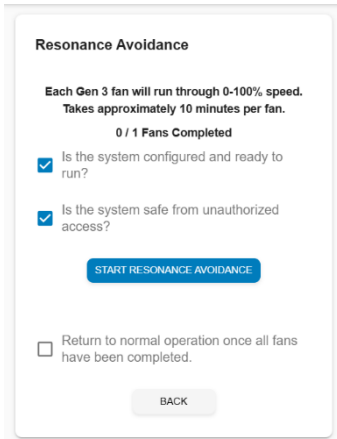 Resonance Avoidance
Each Gen 3 fan will run through 0-100% speed.
Takes approximately 10 minutes per fan.
0 / 1 Fans Completed
Is the system configured and ready to
run?
Is the system safe from unauthorized
access?
START RESONANCE AVOIDANCE
Return to normal operation once all fans
have been completed.
BACK